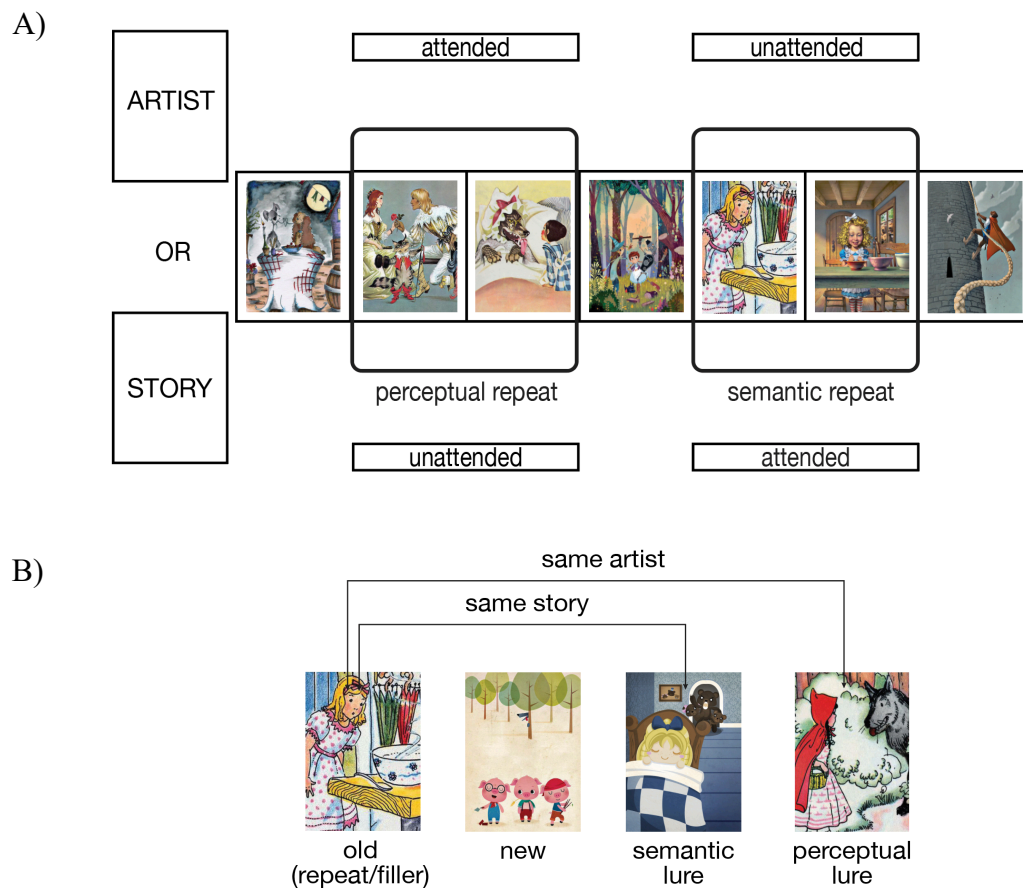 A)
attended
unattended
ARTIST
OR
STORY
perceptual repeat
semantic repeat
unattended
attended
B)
same artist
same story
old
(repeat/filler)
new
semantic
lure
perceptual
lure